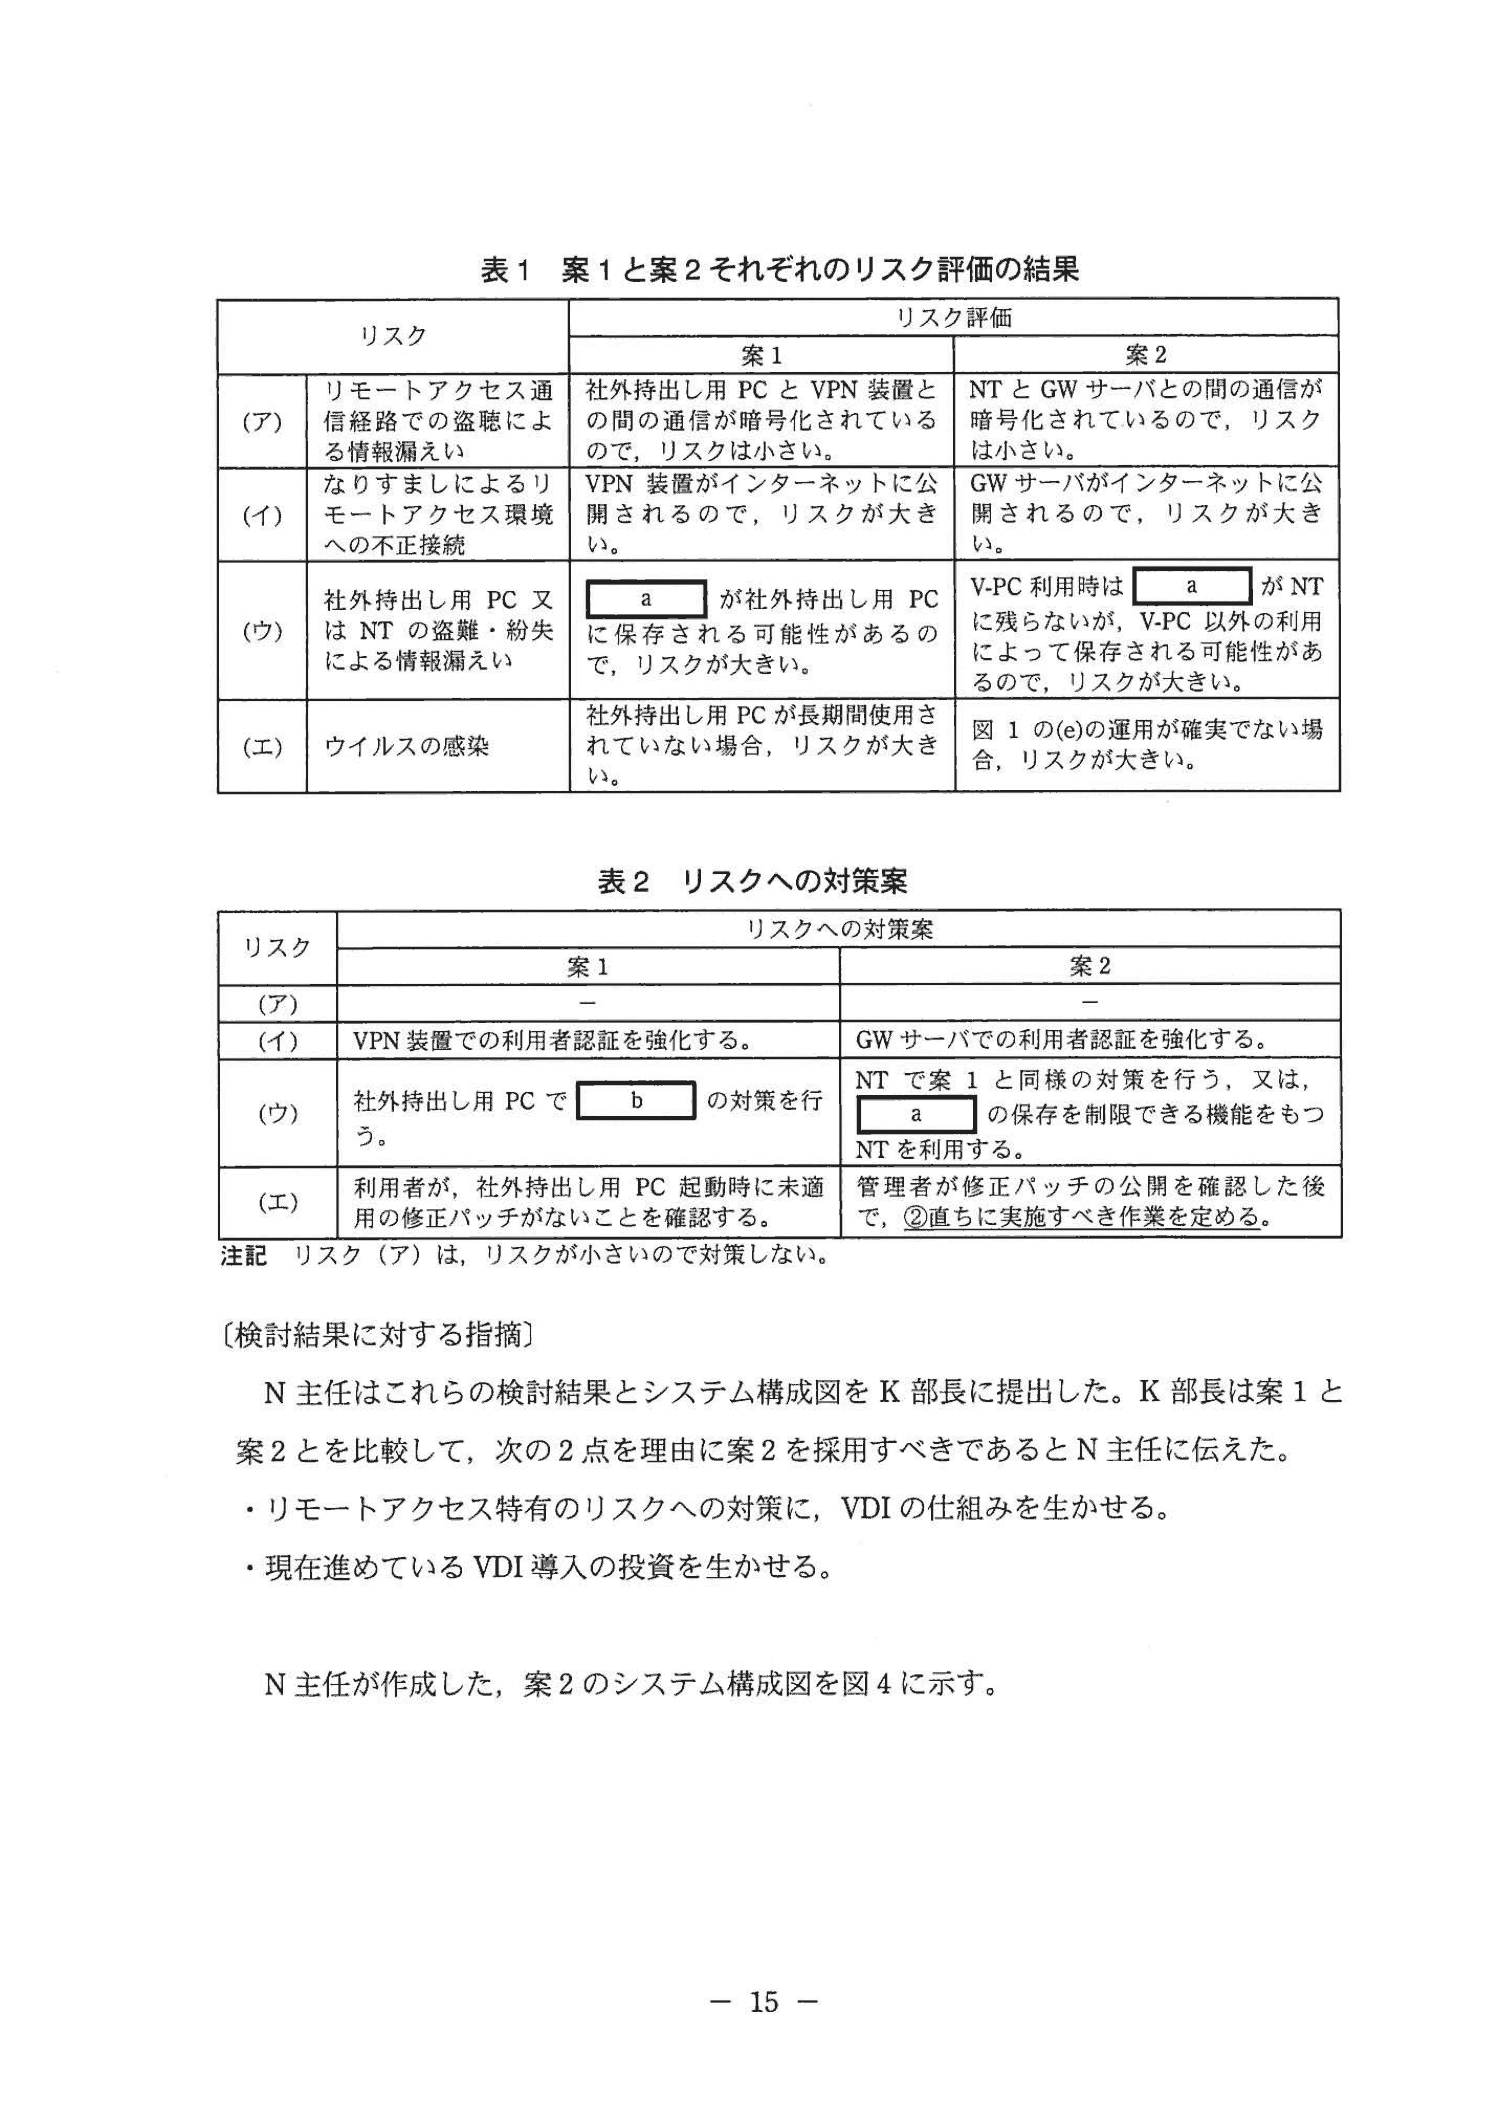 表1 案1と案2それぞれのリスク評価の結果
リスク
リスク評価
案1
案2
(ア)
リモートアクセス通
信経路での盗聴によ
る情報漏えい
社外持出し用 PC と VPN 装置と
の間の通信が暗号化されている
ので，リスクは小さい。
NT と GW サーバとの間の通信が
暗号化されているので，リスク
は小さい。
(イ)
なりすましによるリ
モートアクセス環境
への不正接続
VPN 装置がインターネットに公
開されるので，リスクが大き
い。
GW サーバがインターネットに公
開されるので，リスクが大き
い。
(ウ)
社外持出し用 PC 又
は NT の盗難・紛失
による情報漏えい
a が社外持出し用 PC
に保存される可能性があるの
で，リスクが大きい。
V-PC 利用時は a が NT
に残らないが，V-PC 以外の利用
によって保存される可能性があ
るので，リスクが大きい。
(エ)
ウイルスの感染
社外持出し用 PC が長期間使用さ
れていない場合，リスクが大き
い。
図 1 の(e)の運用が確実でない場
合，リスクが大きい。
表2 リスクへの対策案
リスク
リスクへの対策案
案1
案2
(ア)
－
－
(イ)
VPN 装置での利用者認証を強化する。
GW サーバでの利用者認証を強化する。
(ウ)
社外持出し用 PC で b の対策を行
う。
NT で案 1 と同様の対策を行う，又は，
a の保存を制限できる機能をもつ
NT を利用する。
(エ)
利用者が，社外持出し用 PC 起動時に未適
用の修正パッチがないことを確認する。
管理者が修正パッチの公開を確認した後
で，②直ちに実施すべき作業を定める。
注記 リスク（ア）は，リスクが小さいので対策しない。
〔検討結果に対する指摘〕
N 主任はこれらの検討結果とシステム構成図を K 部長に提出した。K 部長は案 1 と
案 2 とを比較して，次の 2 点を理由に案 2 を採用すべきであると N 主任に伝えた。
・リモートアクセス特有のリスクへの対策に，VDI の仕組みを生かせる。
・現在進めている VDI 導入の投資を生かせる。
N 主任が作成した，案 2 のシステム構成図を図 4 に示す。
－ 15 －